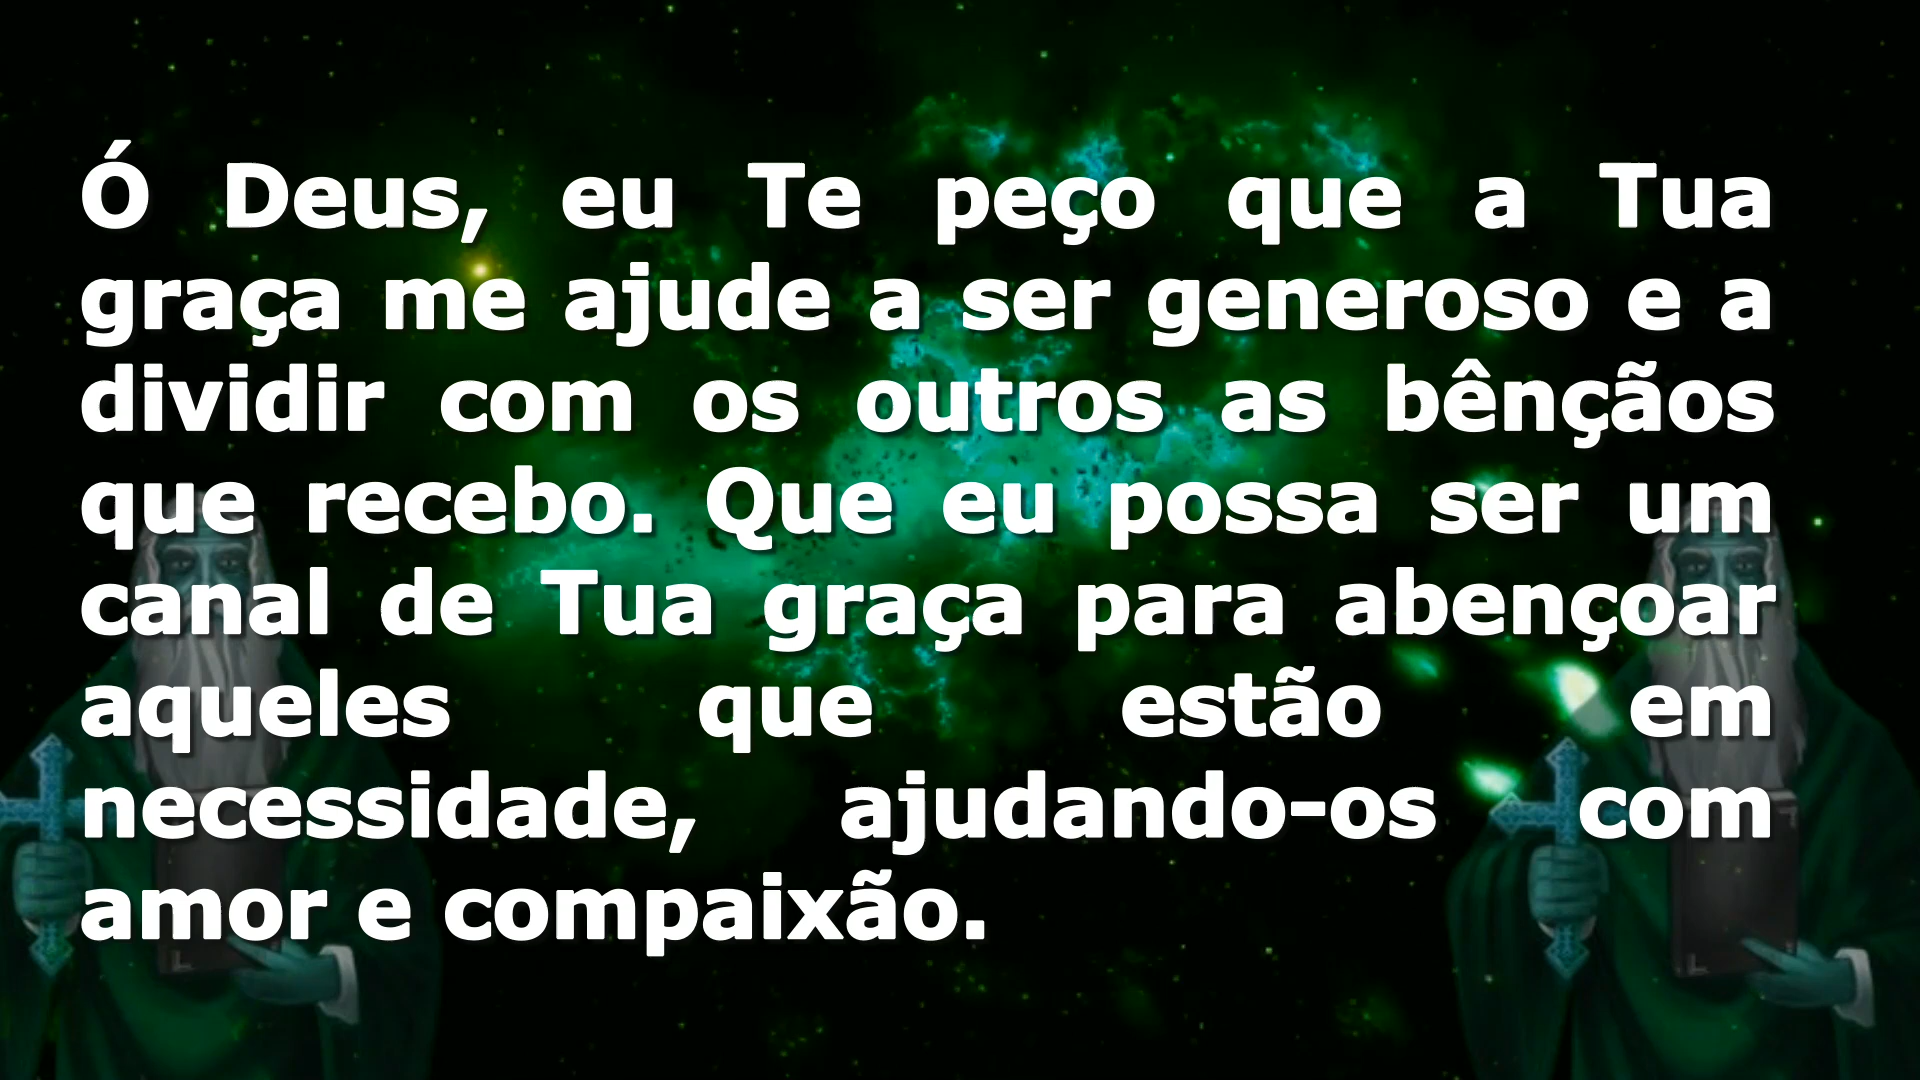 Ó Deus, eu Te peço que a Tua
graça me ajude a ser generoso e a
dividir com os outros as bênçãos
que recebo. Que eu possa ser um
canal de Tua graça para abençoar
aqueles que estão em
necessidade, ajudando-os com
amor e compaixão.